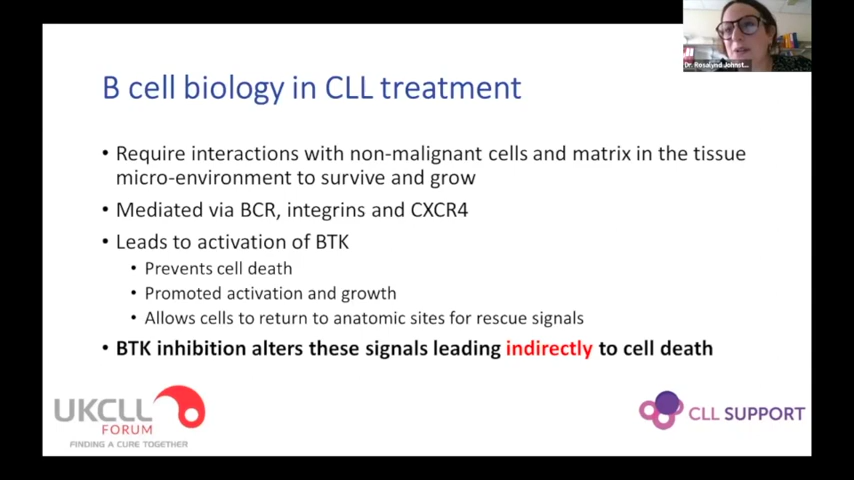 Dr. Rosalynd Johnst...
B cell biology in CLL treatment
• Require interactions with non-malignant cells and matrix in the tissue
micro-environment to survive and grow
• Mediated via BCR, integrins and CXCR4
• Leads to activation of BTK
• Prevents cell death
• Promoted activation and growth
• Allows cells to return to anatomic sites for rescue signals
• BTK inhibition alters these signals leading indirectly to cell death
UKCLL
FORUM
FINDING A CURE TOGETHER
CLL SUPPORT